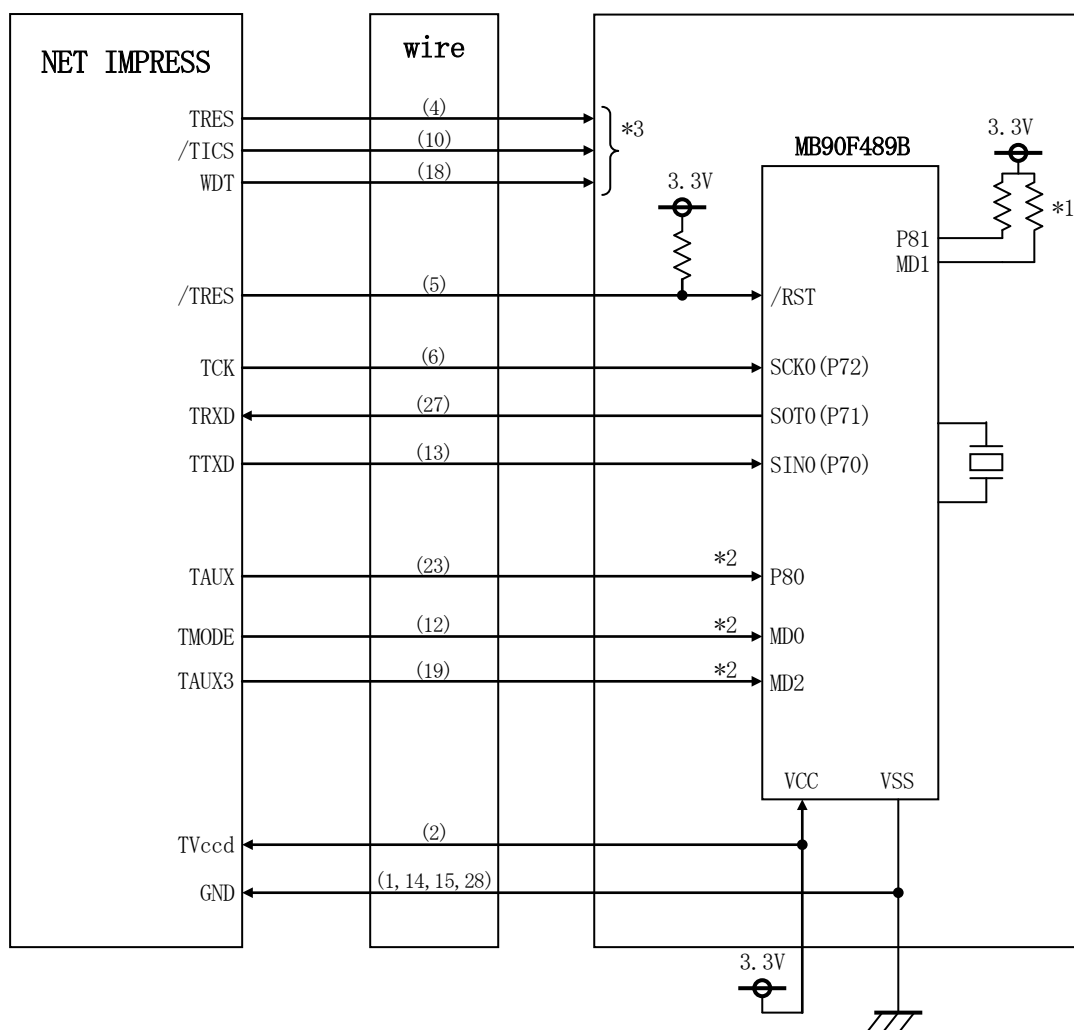 NET IMPRESS
wire
TRES
(4)
*3
/TICS
(10)
WDT
(18)
MB90F489B
3.3V
3.3V
*1
P81
MD1
/TRES
(5)
/RST
TCK
(6)
SCK0(P72)
TRXD
(27)
SOT0(P71)
TTXD
(13)
SIN0(P70)
TAUX
(23)
*2
P80
TMODE
(12)
*2
MD0
TAUX3
(19)
*2
MD2
VCC
VSS
TVccd
(2)
GND
(1,14,15,28)
3.3V